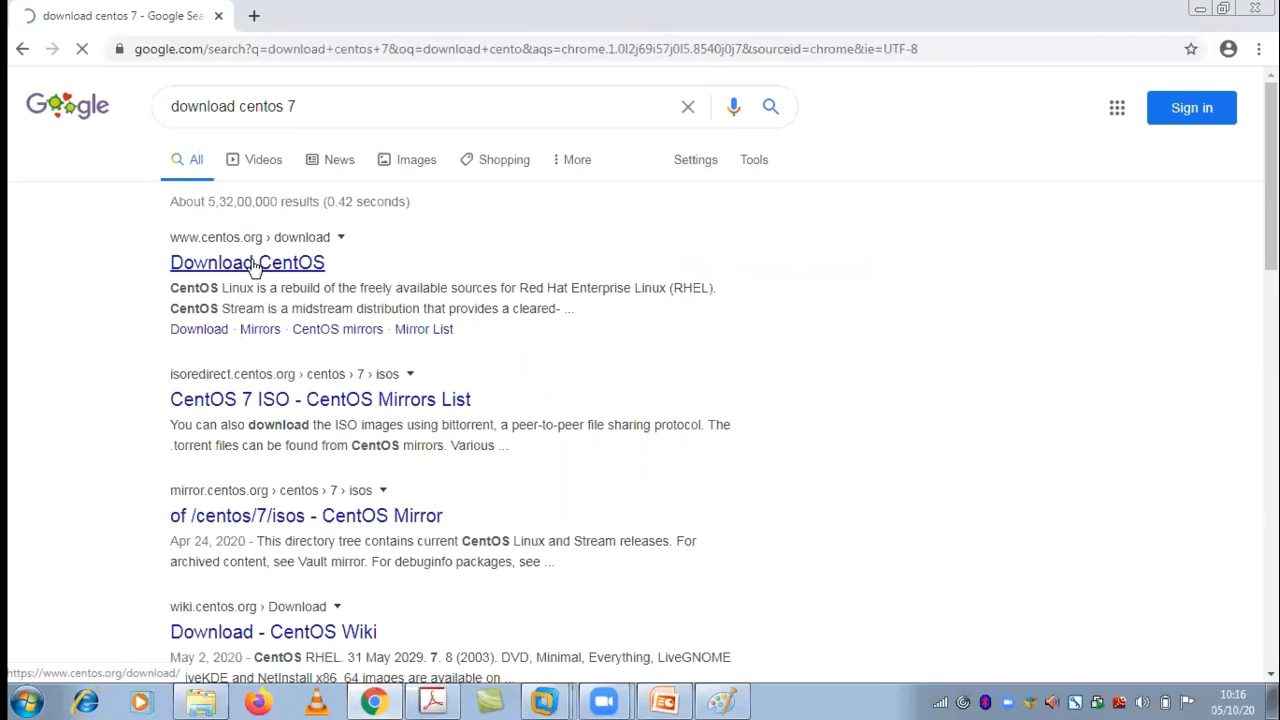 download centos 7 - Google Sea
google.com/search?q=download+centos+7&oq=download+cento&aqs=chrome.1.0l2j69i57j0l5.8540j0j7&sourceid=chrome&ie=UTF-8
Google
download centos 7
Sign in
All
Videos
News
Images
Shopping
More
Settings
Tools
About 5,32,00,000 results (0.42 seconds)
www.centos.org › download
Download CentOS
CentOS Linux is a rebuild of the freely available sources for Red Hat Enterprise Linux (RHEL).
CentOS Stream is a midstream distribution that provides a cleared- ...
Download · Mirrors · CentOS mirrors · Mirror List
isoredirect.centos.org › centos › 7 › isos
CentOS 7 ISO - CentOS Mirrors List
You can also download the ISO images using bittorrent, a peer-to-peer file sharing protocol. The
.torrent files can be found from CentOS mirrors. Various ...
mirror.centos.org › centos › 7 › isos
of /centos/7/isos - CentOS Mirror
Apr 24, 2020 - This directory tree contains current CentOS Linux and Stream releases. For
archived content, see Vault mirror. For debuginfo packages, see ...
wiki.centos.org › Download
Download - CentOS Wiki
May 2, 2020 - CentOS RHEL. 31 May 2029. 7. 8 (2003). DVD, Minimal, Everything, LiveGNOME
LiveKDE and NetInstall x86_64 images are available on ...
https://www.centos.org/download/
10:16
05/10/20